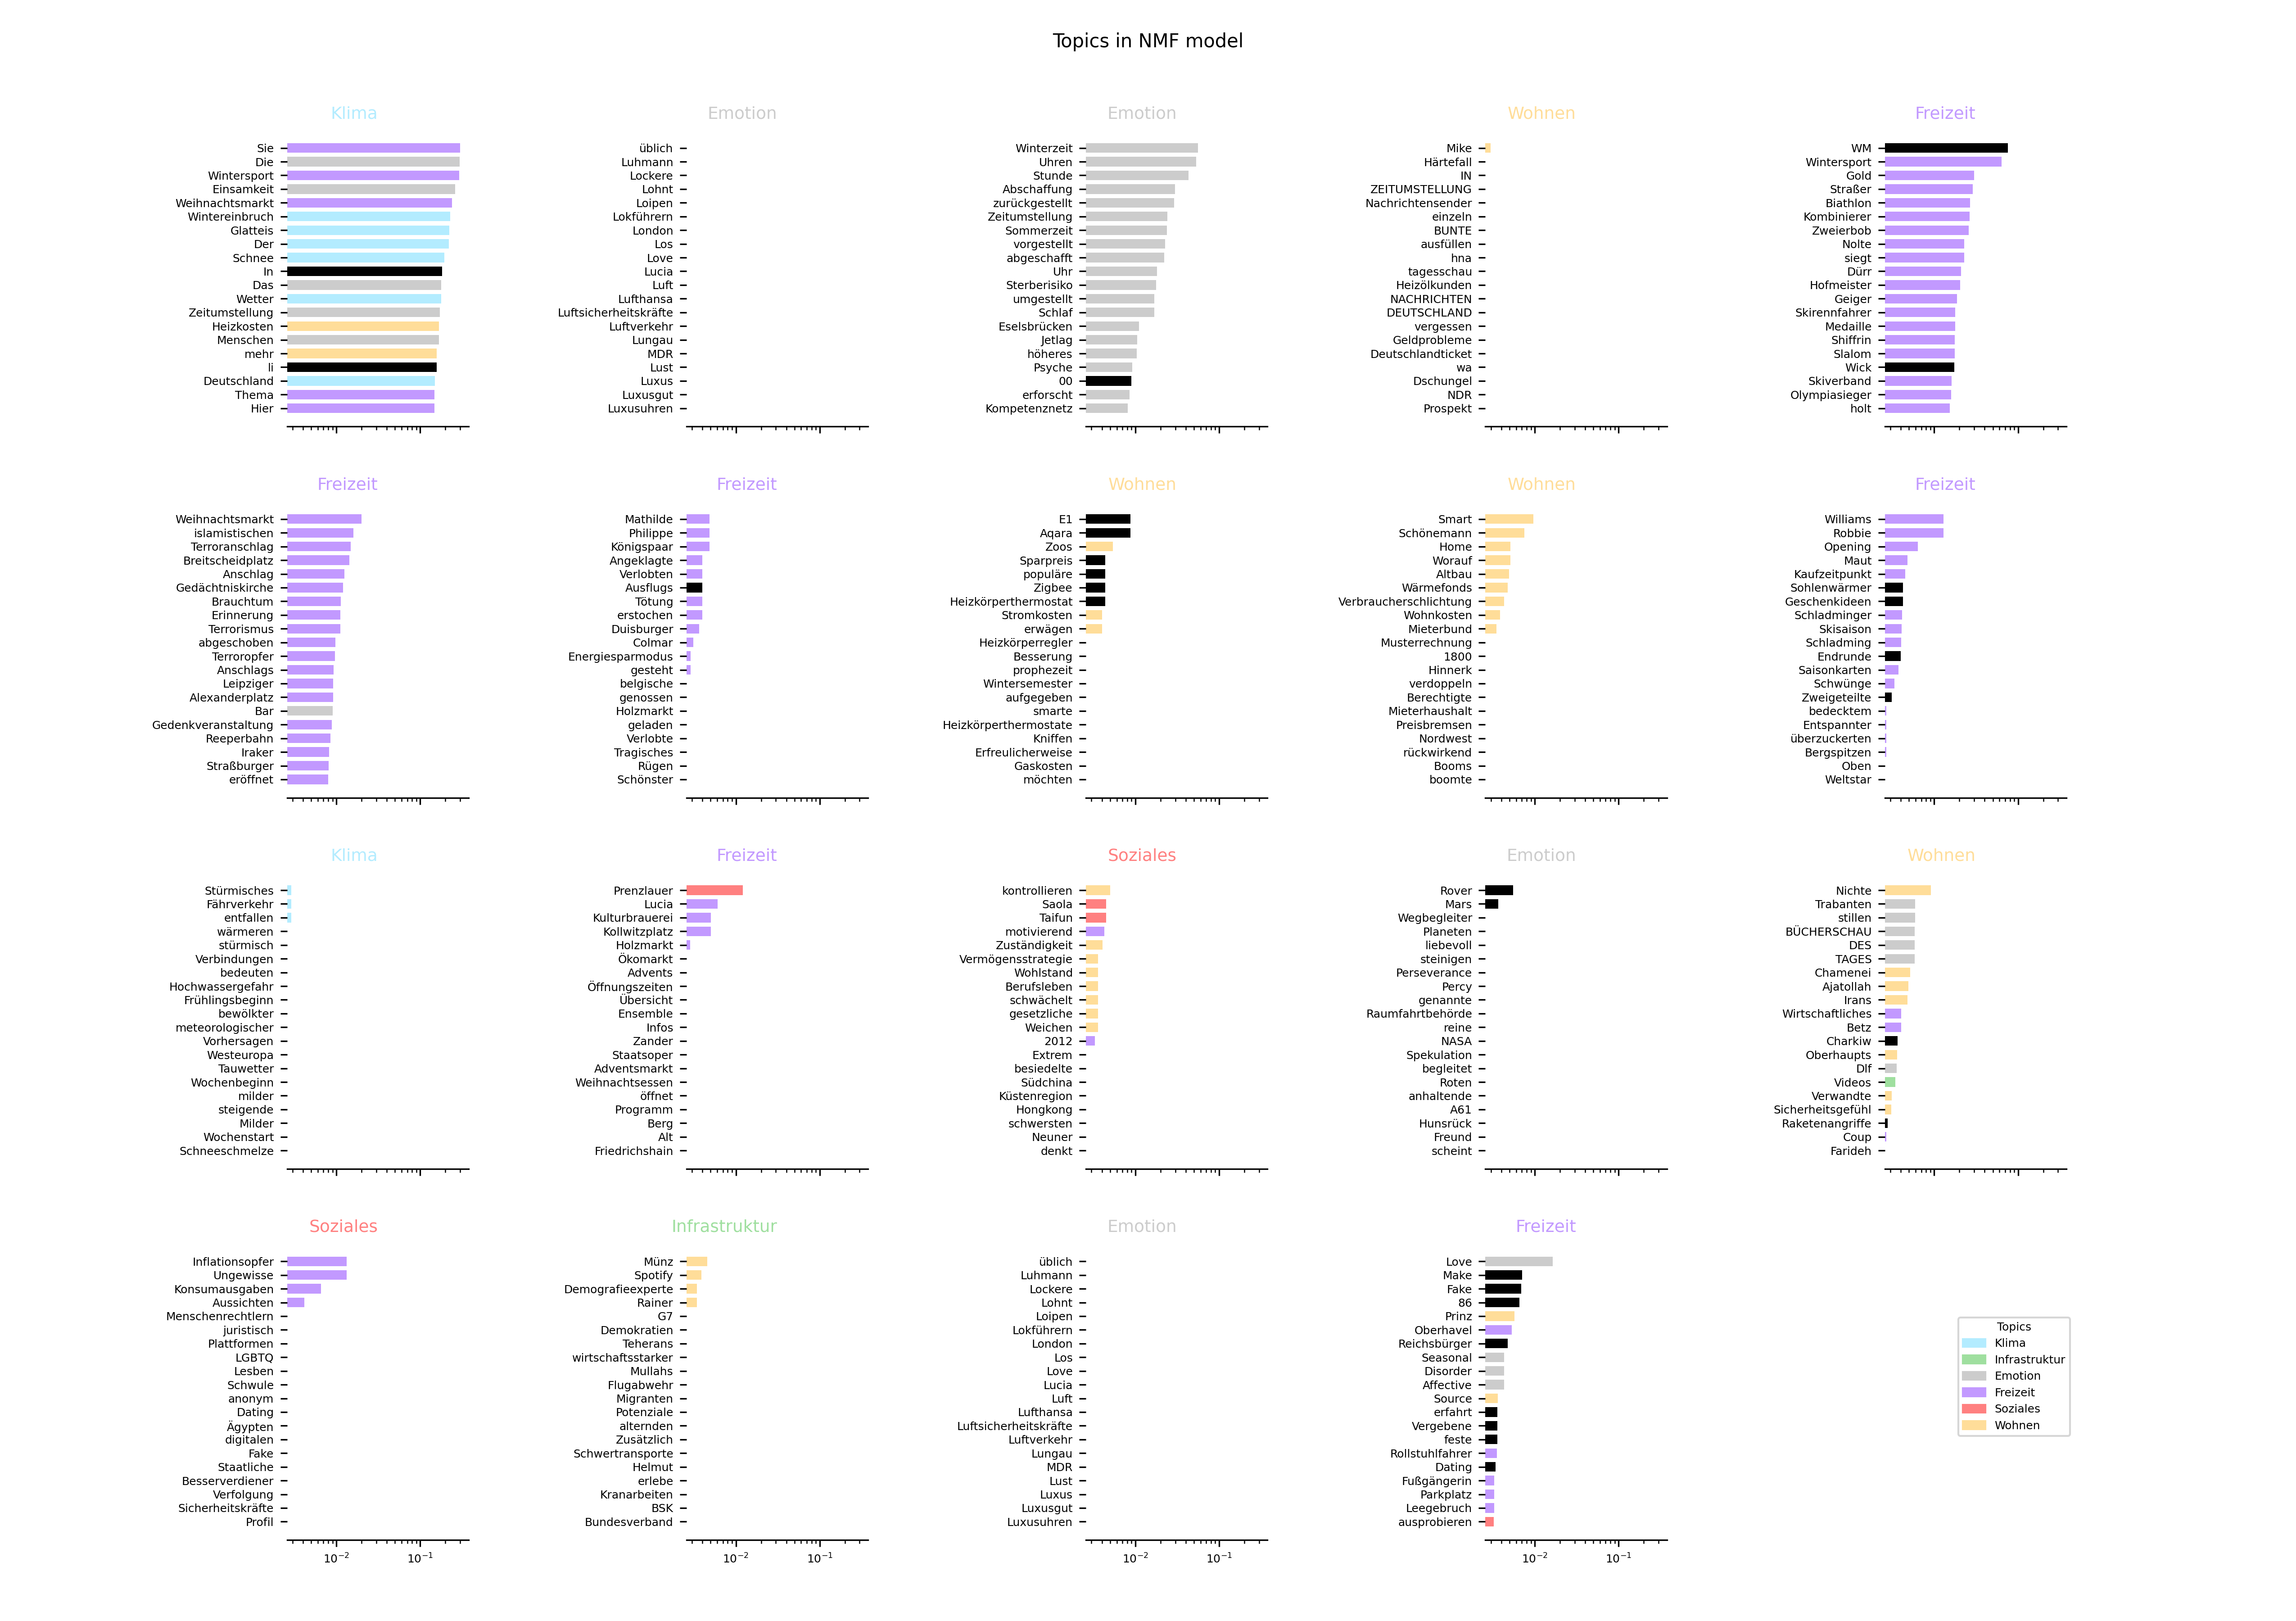 Topics in NMF model
Klima
Sie
Die
Wintersport
Einsamkeit
Weihnachtsmarkt
Wintereinbruch
Glatteis
Der
Schnee
In
Das
Wetter
Zeitumstellung
Heizkosten
Menschen
mehr
li
Deutschland
Thema
Hier
Emotion
üblich
Luhmann
Lockere
Lohnt
Loipen
Lokführern
London
Los
Love
Lucia
Luft
Lufthansa
Luftsicherheitskräfte
Luftverkehr
Lungau
MDR
Lust
Luxus
Luxusgut
Luxusuhren
Emotion
Winterzeit
Uhren
Stunde
Abschaffung
zurückgestellt
Zeitumstellung
Sommerzeit
vorgestellt
abgeschafft
Uhr
Sterberisiko
umgestellt
Schlaf
Eselsbrücken
Jetlag
höheres
Psyche
00
erforscht
Kompetenznetz
Wohnen
Mike
Härtefall
IN
ZEITUMSTELLUNG
Nachrichtensender
einzeln
BUNTE
ausfüllen
hna
tagesschau
Heizölkunden
NACHRICHTEN
DEUTSCHLAND
vergessen
Geldprobleme
Deutschlandticket
wa
Dschungel
NDR
Prospekt
Freizeit
WM
Wintersport
Gold
Straßer
Biathlon
Kombinierer
Zweierbob
Nolte
siegt
Dürr
Hofmeister
Geiger
Skirennfahrer
Medaille
Shiffrin
Slalom
Wick
Skiverband
Olympiasieger
holt
Freizeit
Weihnachtsmarkt
islamistischen
Terroranschlag
Breitscheidplatz
Anschlag
Gedächtniskirche
Brauchtum
Erinnerung
Terrorismus
abgeschoben
Terroropfer
Anschlags
Leipziger
Alexanderplatz
Bar
Gedenkveranstaltung
Reeperbahn
Iraker
Straßburger
eröffnet
Freizeit
Mathilde
Philippe
Königspaar
Angeklagte
Verlobten
Ausflugs
Tötung
erstochen
Duisburger
Colmar
Energiesparmodus
gesteht
belgische
genossen
Holzmarkt
geladen
Verlobte
Tragisches
Rügen
Schönster
Wohnen
E1
Aqara
Zoos
Sparpreis
populäre
Zigbee
Heizkörperthermostat
Stromkosten
erwägen
Heizkörperregler
Besserung
prophezeit
Wintersemester
aufgegeben
smarte
Heizkörperthermostate
Kniffen
Erfreulicherweise
Gaskosten
möchten
Wohnen
Smart
Schönemann
Home
Worauf
Altbau
Wärmefonds
Verbraucherschlichtung
Wohnkosten
Mieterbund
Musterrechnung
1800
Hinnerk
verdoppeln
Berechtigte
Mieterhaushalt
Preisbremsen
Nordwest
rückwirkend
Booms
boomte
Freizeit
Williams
Robbie
Opening
Maut
Kaufzeitpunkt
Sohlenwärmer
Geschenkideen
Schladminger
Skisaison
Schladming
Endrunde
Saisonkarten
Schwünge
Zweigeteilte
bedecktem
Entspannter
überzuckerten
Bergspitzen
Oben
Weltstar
Klima
Stürmisches
Fährverkehr
entfallen
wärmeren
stürmisch
Verbindungen
bedeuten
Hochwassergefahr
Frühlingsbeginn
bewölkter
meteorologischer
Vorhersagen
Westeuropa
Tauwetter
Wochenbeginn
milder
steigende
Milder
Wochenstart
Schneeschmelze
Freizeit
Prenzlauer
Lucia
Kulturbrauerei
Kollwitzplatz
Holzmarkt
Ökomarkt
Advents
Öffnungszeiten
Übersicht
Ensemble
Infos
Zander
Staatsoper
Adventsmarkt
Weihnachtsessen
öffnet
Programm
Berg
Alt
Friedrichshain
Soziales
kontrollieren
Saola
Taifun
motivierend
Zuständigkeit
Vermögensstrategie
Wohlstand
Berufsleben
schwächelt
gesetzliche
Weichen
2012
Extrem
besiedelte
Südchina
Küstenregion
Hongkong
schwersten
Neuner
denkt
Emotion
Rover
Mars
Wegbegleiter
Planeten
liebevoll
steinigen
Perseverance
Percy
genannte
Raumfahrtbehörde
reine
NASA
Spekulation
begleitet
Roten
anhaltende
A61
Hunsrück
Freund
scheint
Wohnen
Nichte
Trabanten
stillen
BÜCHERSCHAU
DES
TAGES
Chamenei
Ajatollah
Irans
Wirtschaftliches
Betz
Charkiw
Oberhaupts
Dlf
Videos
Verwandte
Sicherheitsgefühl
Raketenangriffe
Coup
Farideh
Soziales
Inflationsopfer
Ungewisse
Konsumausgaben
Aussichten
Menschenrechtlern
juristisch
Plattformen
LGBTQ
Lesben
Schwule
anonym
Dating
Ägypten
digitalen
Fake
Staatliche
Besserverdiener
Verfolgung
Sicherheitskräfte
Profil
10⁻² 10⁻¹
Infrastruktur
Münz
Spotify
Demografieexperte
Rainer
G7
Demokratien
Teherans
wirtschaftsstarker
Mullahs
Flugabwehr
Migranten
Potenziale
alternden
Zusätzlich
Schwertransporte
Helmut
erlebe
Kranarbeiten
BSK
Bundesverband
10⁻² 10⁻¹
Emotion
üblich
Luhmann
Lockere
Lohnt
Loipen
Lokführern
London
Los
Love
Lucia
Luft
Lufthansa
Luftsicherheitskräfte
Luftverkehr
Lungau
MDR
Lust
Luxus
Luxusgut
Luxusuhren
10⁻² 10⁻¹
Freizeit
Love
Make
Fake
86
Prinz
Oberhavel
Reichsbürger
Seasonal
Disorder
Affective
Source
erfahrt
Vergebene
feste
Rollstuhlfahrer
Dating
Fußgängerin
Parkplatz
Leegebruch
ausprobieren
10⁻² 10⁻¹
Topics
Klima
Infrastruktur
Emotion
Freizeit
Soziales
Wohnen